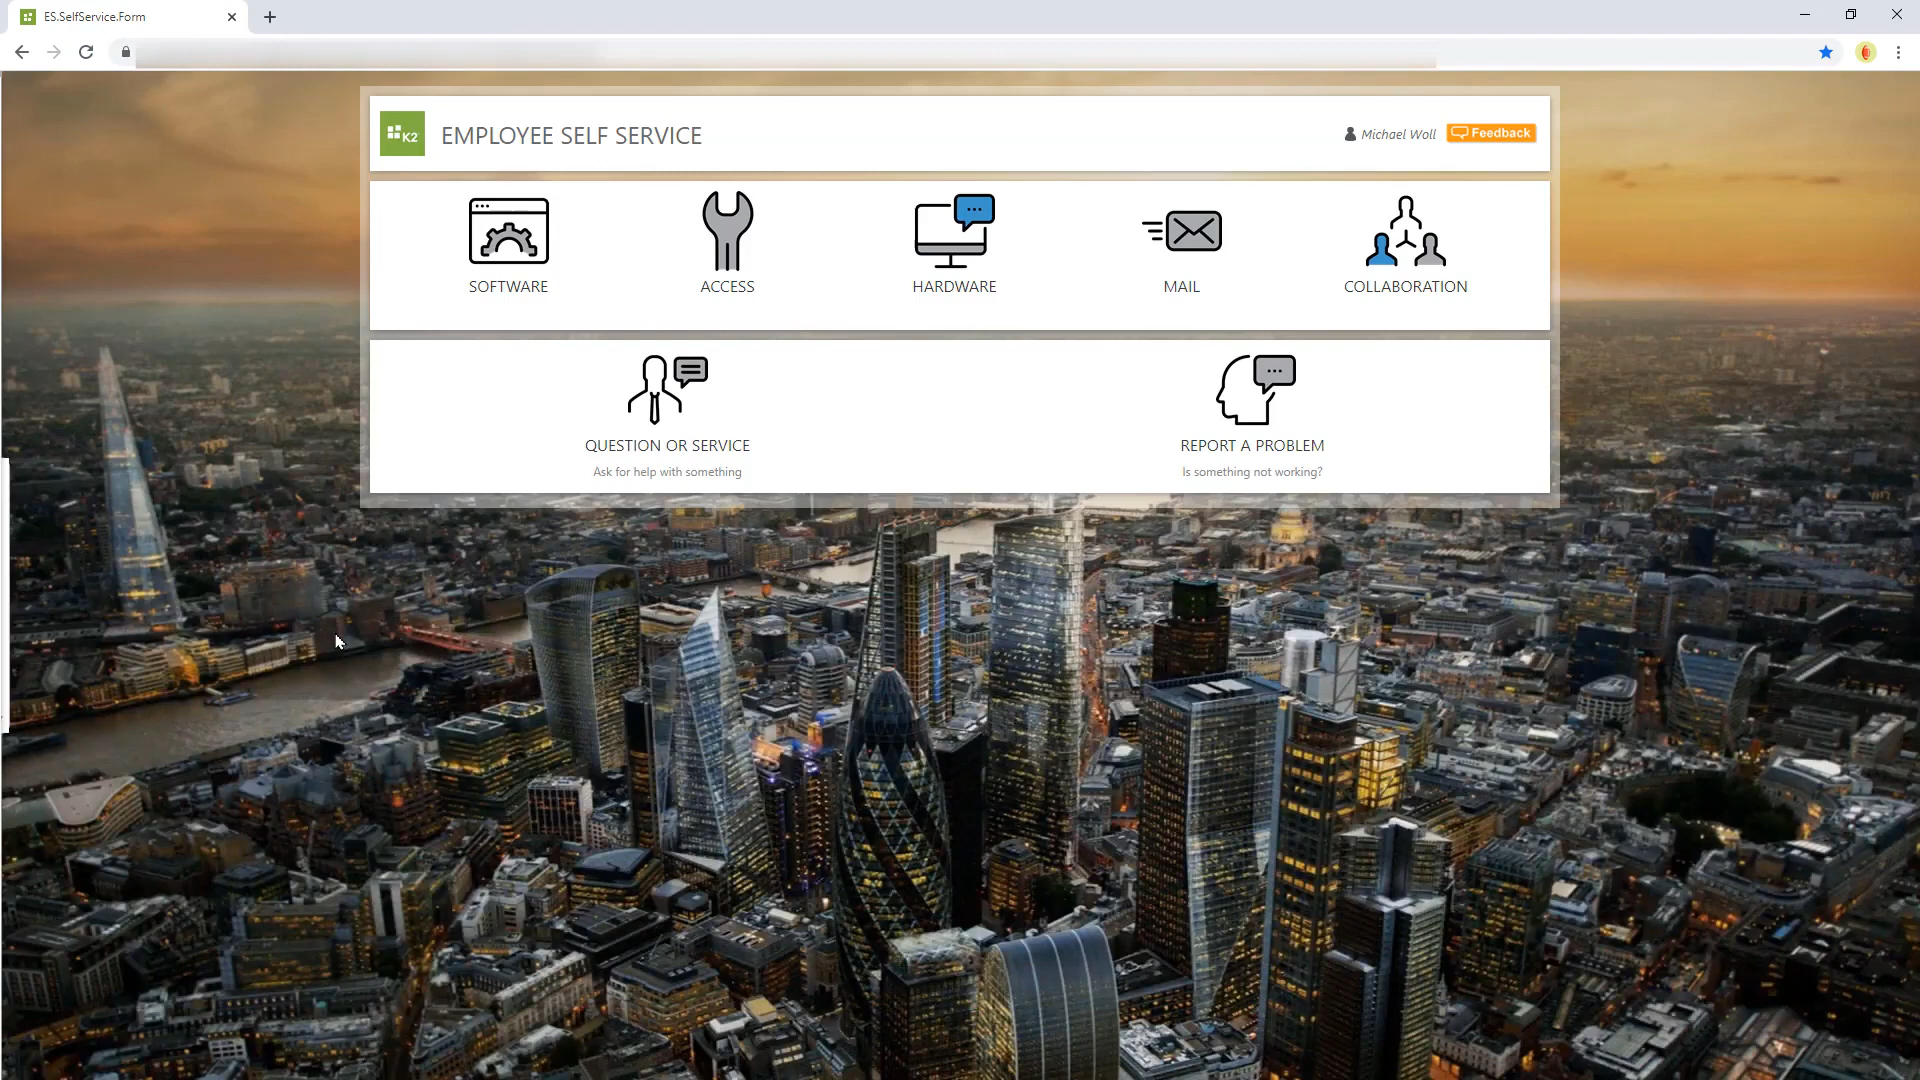 ES.SelfService.Form
K2
EMPLOYEE SELF SERVICE
Michael Woll
Feedback
SOFTWARE
ACCESS
HARDWARE
MAIL
COLLABORATION
QUESTION OR SERVICE
Ask for help with something
REPORT A PROBLEM
Is something not working?